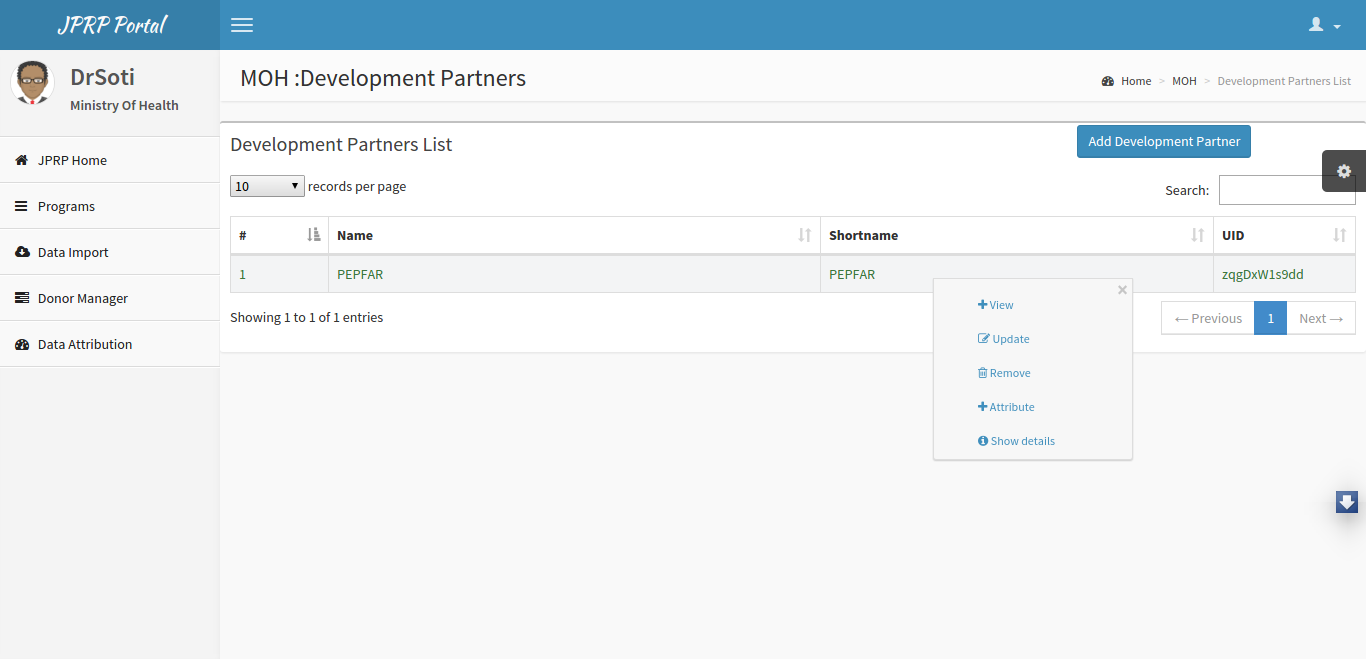 JPRP Portal
DrSoti
Ministry Of Health
JPRP Home
Programs
Data Import
Donor Manager
Data Attribution
MOH :Development Partners
Home > MOH > Development Partners List
Development Partners List
Add Development Partner
10 records per page
Search:
# Name Shortname UID
1 PEPFAR PEPFAR zqgDxW1s9dd
Showing 1 to 1 of 1 entries
← Previous 1 Next →
×
View
Update
Remove
Attribute
Show details